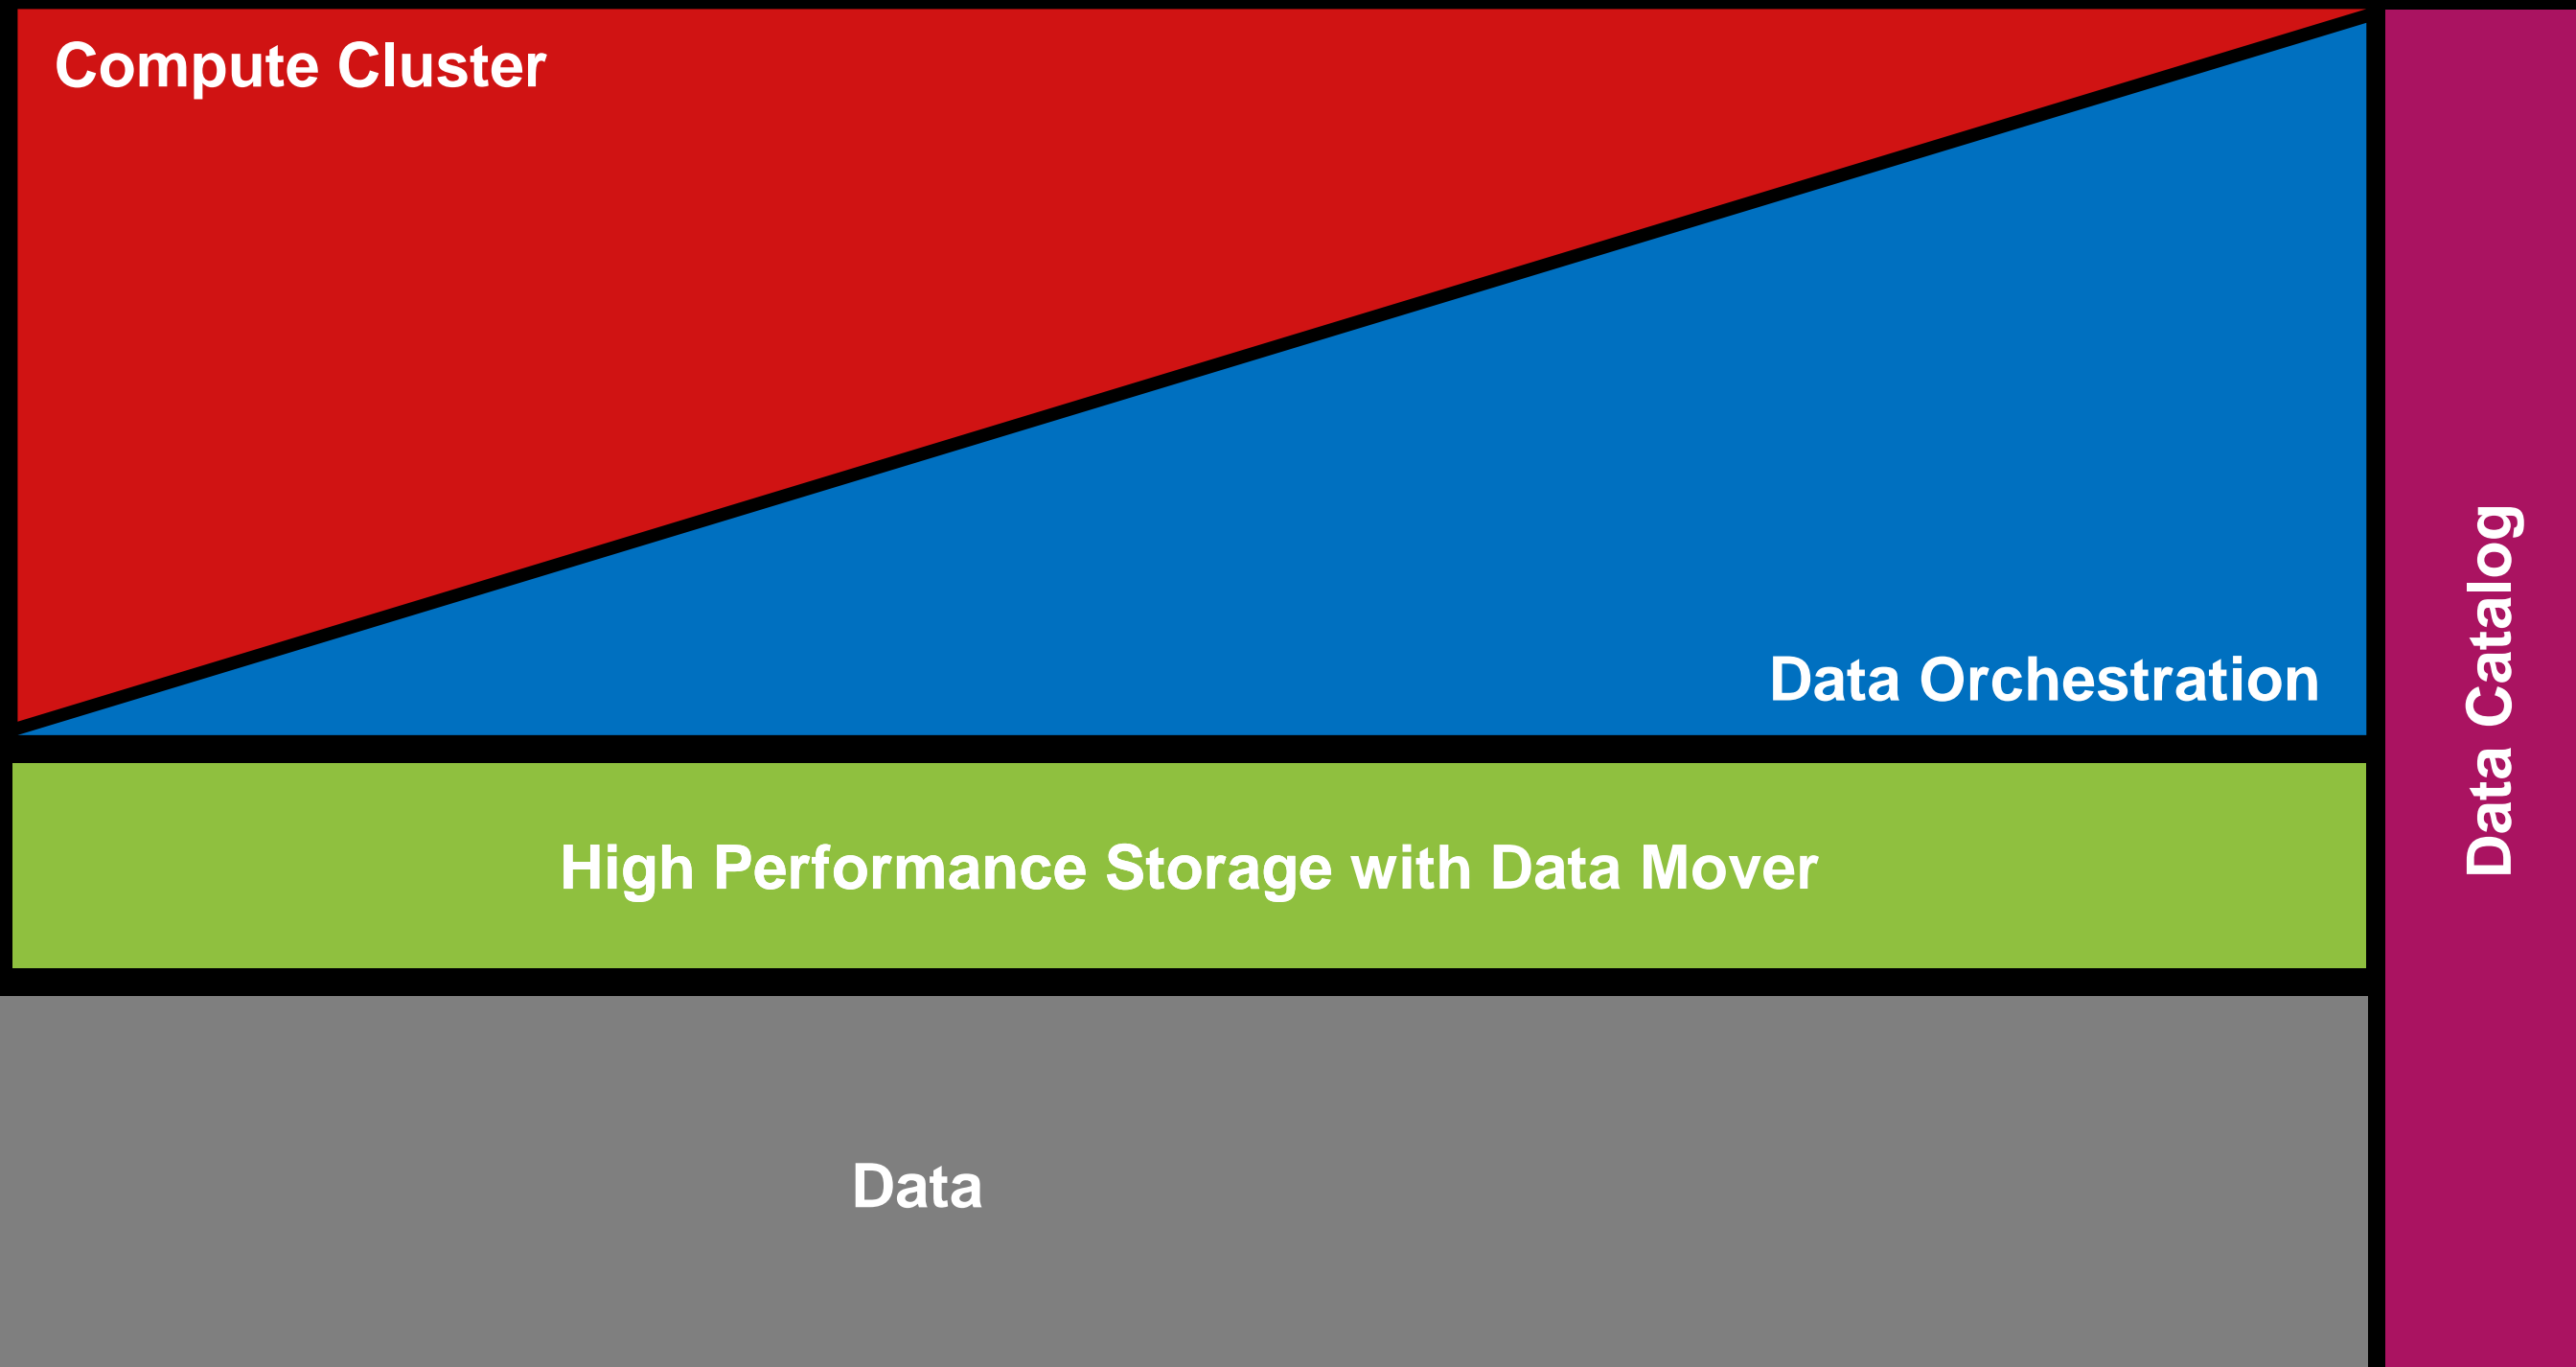 Compute Cluster
Data Orchestration
High Performance Storage with Data Mover
Data
Data Catalog